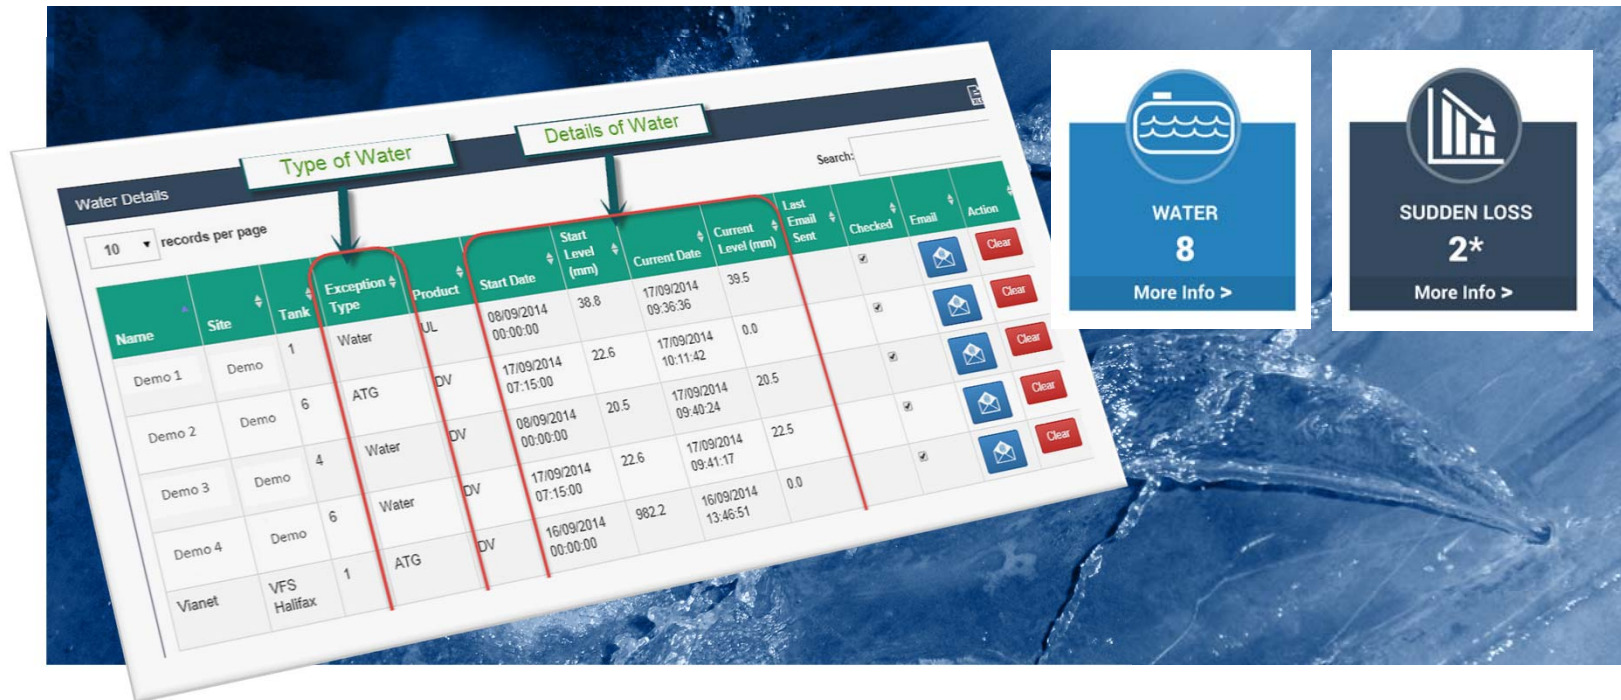 Type of Water
Details of Water
Water Details
10 records per page
Search:
Name Site Tank Exception Type Product Start Date Start Level (mm) Current Date Current Level (mm) Last Email Sent Checked Email Action
Demo 1 Demo 1 Water UL 08/09/2014 00:00:00 38.8 17/09/2014 09:36:36 39.5 Clear
Demo 2 Demo 6 ATG DV 17/09/2014 07:15:00 22.6 17/09/2014 10:11:42 0.0 Clear
Demo 3 Demo 4 Water DV 08/09/2014 00:00:00 20.5 17/09/2014 09:40:24 20.5 Clear
Demo 4 Demo 6 Water DV 17/09/2014 07:15:00 22.6 17/09/2014 09:41:17 22.5 Clear
Vianet VFS Halifax 1 ATG DV 16/09/2014 00:00:00 982.2 16/09/2014 13:46:51 0.0 Clear
WATER
8
More Info >
SUDDEN LOSS
2*
More Info >